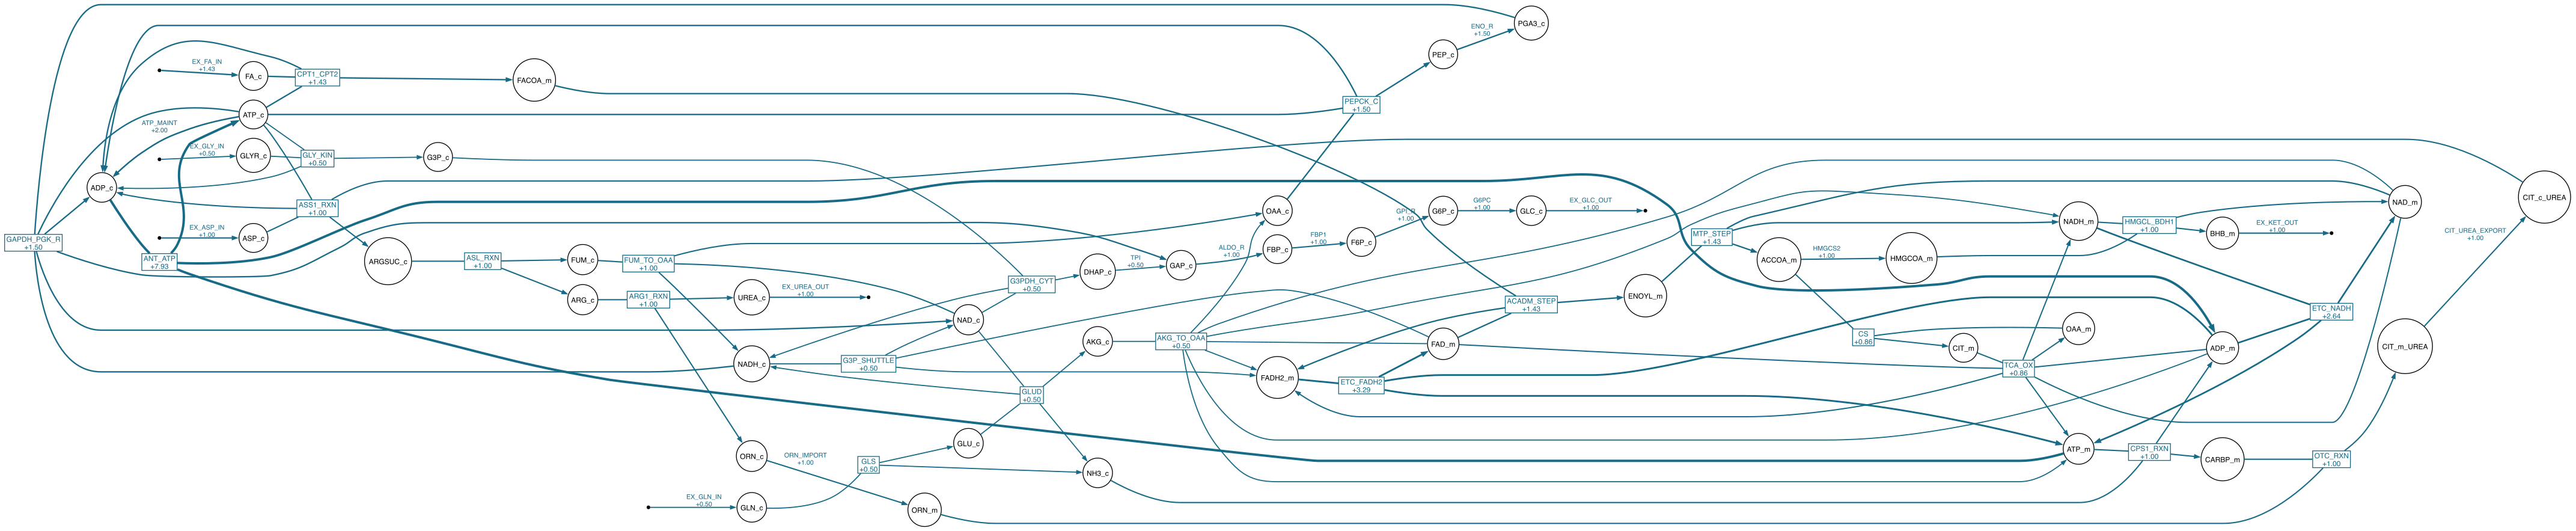 PGA3_c
ENO_R
+1.50
PEP_c
EX_FA_IN
+1.43
FA_c
CPT1_CPT2
+1.43
FACOA_m
PEPCK_C
+1.50
ATP_c
ATP_MAINT
+2.00
EX_GLY_IN
+0.50
GLYR_c
GLY_KIN
+0.50
G3P_c
ADP_c
ASS1_RXN
+1.00
EX_ASP_IN
+1.00
ASP_c
GAPDH_PGK_R
+1.50
ANT_ATP
+7.93
ARGSUC_c
ASL_RXN
+1.00
FUM_c
FUM_TO_OAA
+1.00
ARG_c
ARG1_RXN
+1.00
UREA_c
EX_UREA_OUT
+1.00
NAD_c
G3PDH_CYT
+0.50
DHAP_c
TPI
+0.50
GAP_c
ALDO_R
+1.00
FBP_c
FBP1
+1.00
F6P_c
GPI_R
+1.00
G6P_c
G6PC
+1.00
GLC_c
EX_GLC_OUT
+1.00
OAA_c
NADH_c
G3P_SHUTTLE
+0.50
GLUD
+0.50
AKG_c
AKG_TO_OAA
+0.50
FADH2_m
ETC_FADH2
+3.29
FAD_m
ACADM_STEP
+1.43
ENOYL_m
MTP_STEP
+1.43
ACCOA_m
HMGCS2
+1.00
HMGCOA_m
NADH_m
HMGCL_BDH1
+1.00
BHB_m
EX_KET_OUT
+1.00
NAD_m
CIT_c_UREA
CIT_UREA_EXPORT
+1.00
CS
+0.86
CIT_m
OAA_m
TCA_OX
+0.86
ADP_m
ETC_NADH
+2.64
CIT_m_UREA
ORN_c
ORN_IMPORT
+1.00
GLS
+0.50
GLU_c
NH3_c
EX_GLN_IN
+0.50
GLN_c
ORN_m
ATP_m
CPS1_RXN
+1.00
CARBP_m
OTC_RXN
+1.00